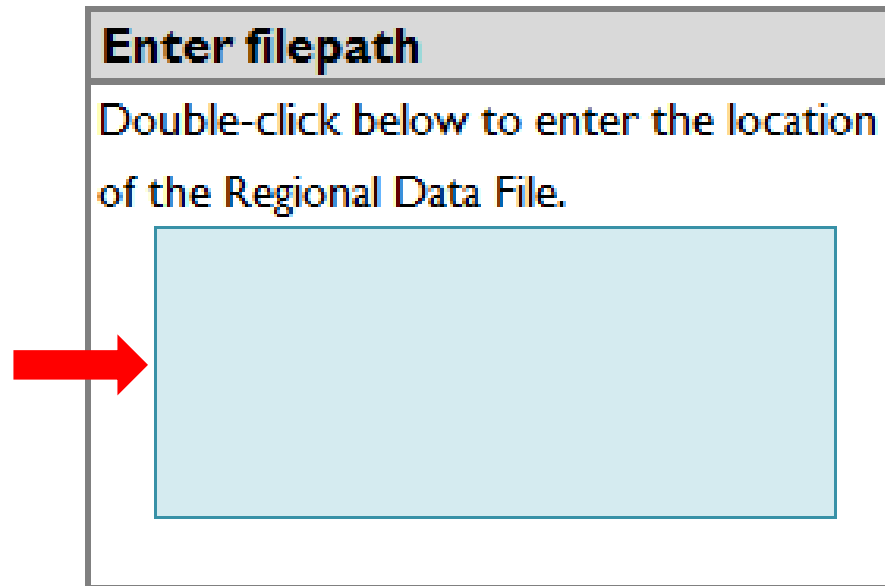 Enter filepath
Double-click below to enter the location
of the Regional Data File.